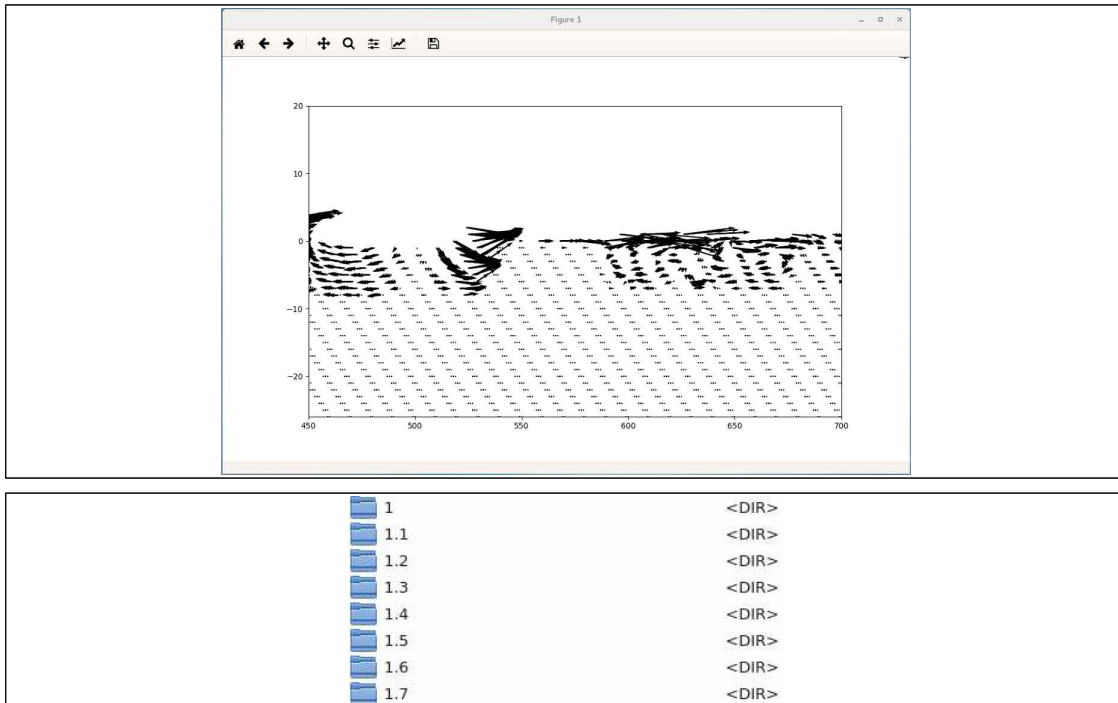 Figure 1
20
10
0
−10
−20
450 500 550 600 650 700
1 <DIR>
1.1 <DIR>
1.2 <DIR>
1.3 <DIR>
1.4 <DIR>
1.5 <DIR>
1.6 <DIR>
1.7 <DIR>